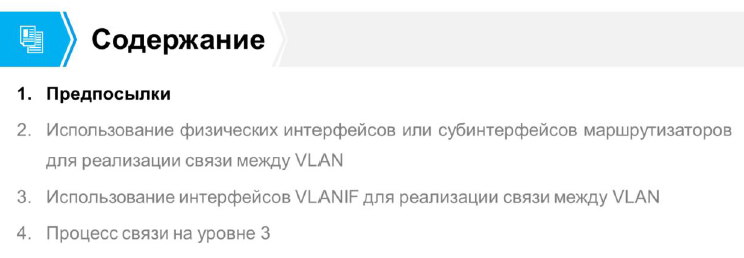 Содержание
1. Предпосылки
2. Использование физических интерфейсов или субинтерфейсов маршрутизаторов
для реализации связи между VLAN
3. Использование интерфейсов VLANIF для реализации связи между VLAN
4. Процесс связи на уровне 3